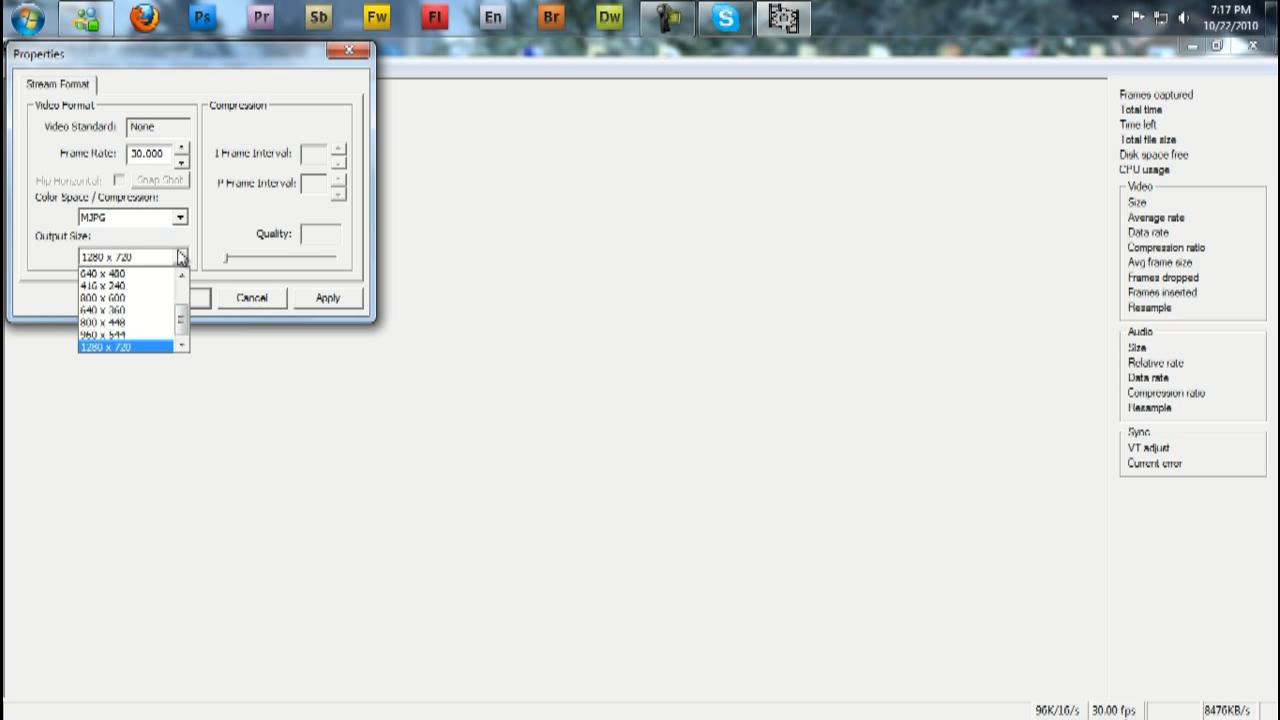 Ps
Pr
Sb
Fw
Fl
En
Br
Dw
7:17 PM
10/22/2010
Properties
Stream Format
Video Format
Video Standard: None
Frame Rate: 30.000
Flip Horizontal: Snap Shot
Color Space / Compression:
MJPG
Output Size:
1280 x 720
640 x 480
416 x 240
800 x 600
640 x 360
800 x 448
960 x 544
1280 x 720
Compression
I Frame Interval:
P Frame Interval:
Quality:
Cancel
Apply
Frames captured
Total time
Time left
Total file size
Disk space free
CPU usage
Video
Size
Average rate
Data rate
Compression ratio
Avg frame size
Frames dropped
Frames inserted
Resample
Audio
Size
Relative rate
Data rate
Compression ratio
Resample
Sync
VT adjust
Current error
96K/16/s
30.00 fps
8476KB/s